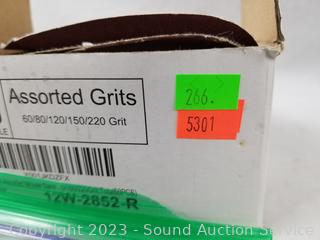 Assorted Grits
60/80/120/150/220 Grit
266.
5301
12W-2852-R
Copyright © 2023 - Sound Auction Service